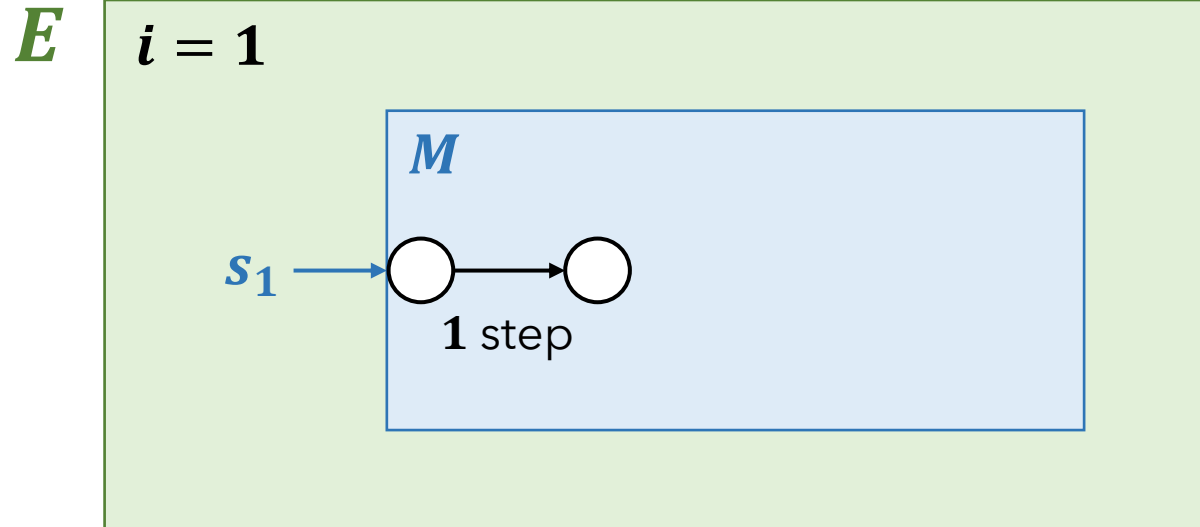 E
i = 1
M
s₁
1 step